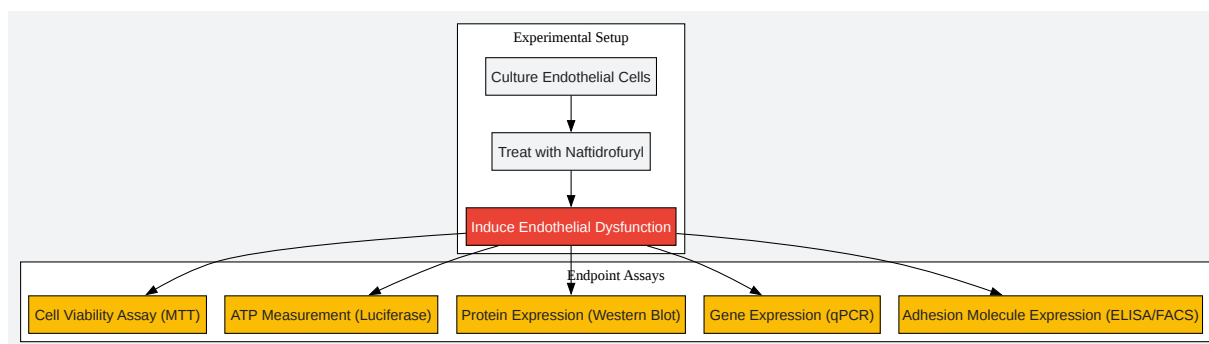 Experimental Setup
Culture Endothelial Cells
Treat with Naftidrofuryl
Induce Endothelial Dysfunction
Endpoint Assays
Cell Viability Assay (MTT)
ATP Measurement (Luciferase)
Protein Expression (Western Blot)
Gene Expression (qPCR)
Adhesion Molecule Expression (ELISA/FACS)